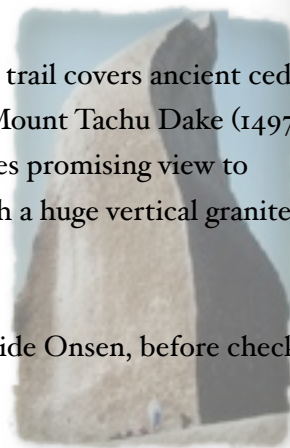 trail covers ancient ced
Mount Tachu Dake (1497
es promising view to
h a huge vertical granite
ide Onsen, before check